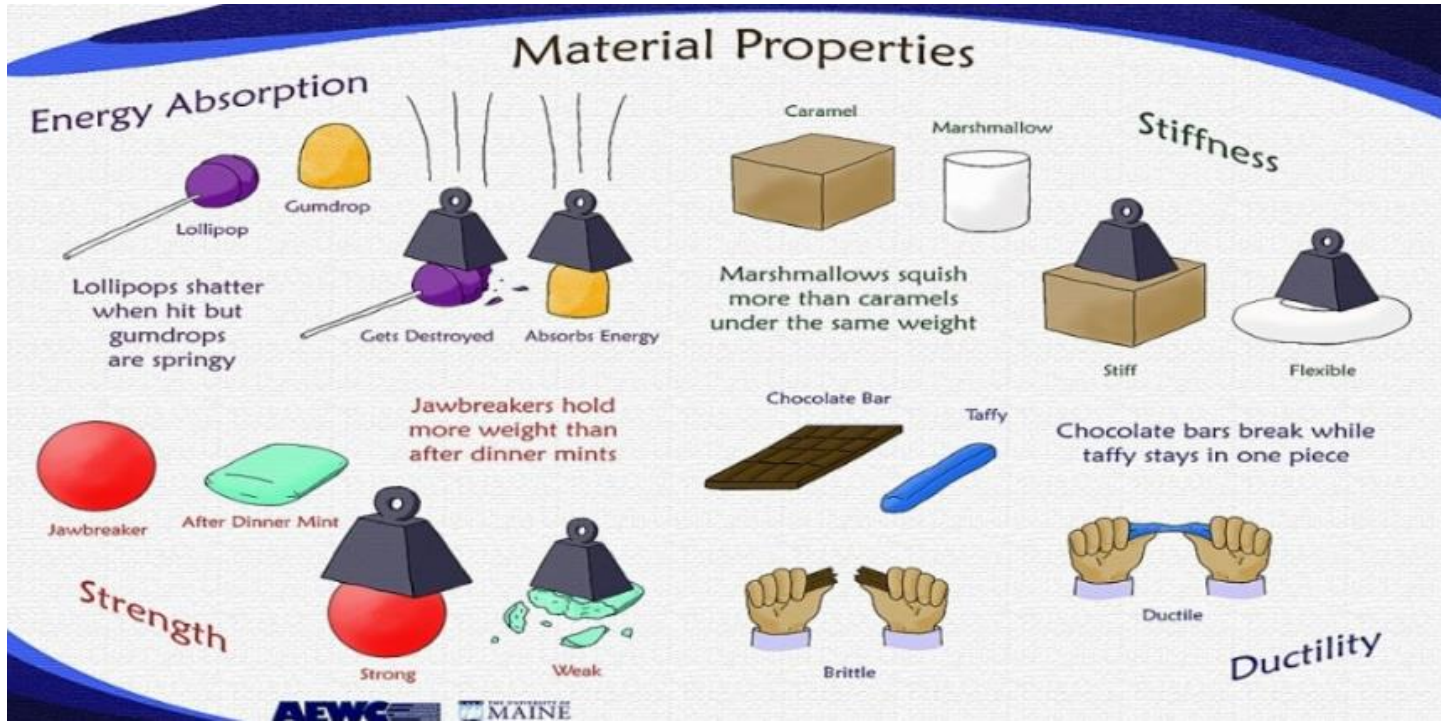 Material Properties
Energy Absorption
Lollipop
Gumdrop
Lollipops shatter
when hit but
gumdrops
are springy
Gets Destroyed
Absorbs Energy
Caramel
Marshmallow
Stiffness
Marshmallows squish
more than caramels
under the same weight
Stiff
Flexible
Jawbreaker
After Dinner Mint
Jawbreakers hold
more weight than
after dinner mints
Strength
Strong
Weak
Chocolate Bar
Taffy
Chocolate bars break while
taffy stays in one piece
Brittle
Ductile
Ductility
AEWC
THE UNIVERSITY OF
MAINE